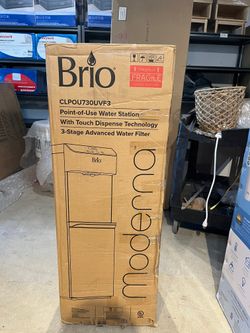 Brio
FRAGILE
CLPOU730UVF3
Point-of-Use Water Station
With Touch Dispense Technology
3-Stage Advanced Water Filter
Brio
moderna